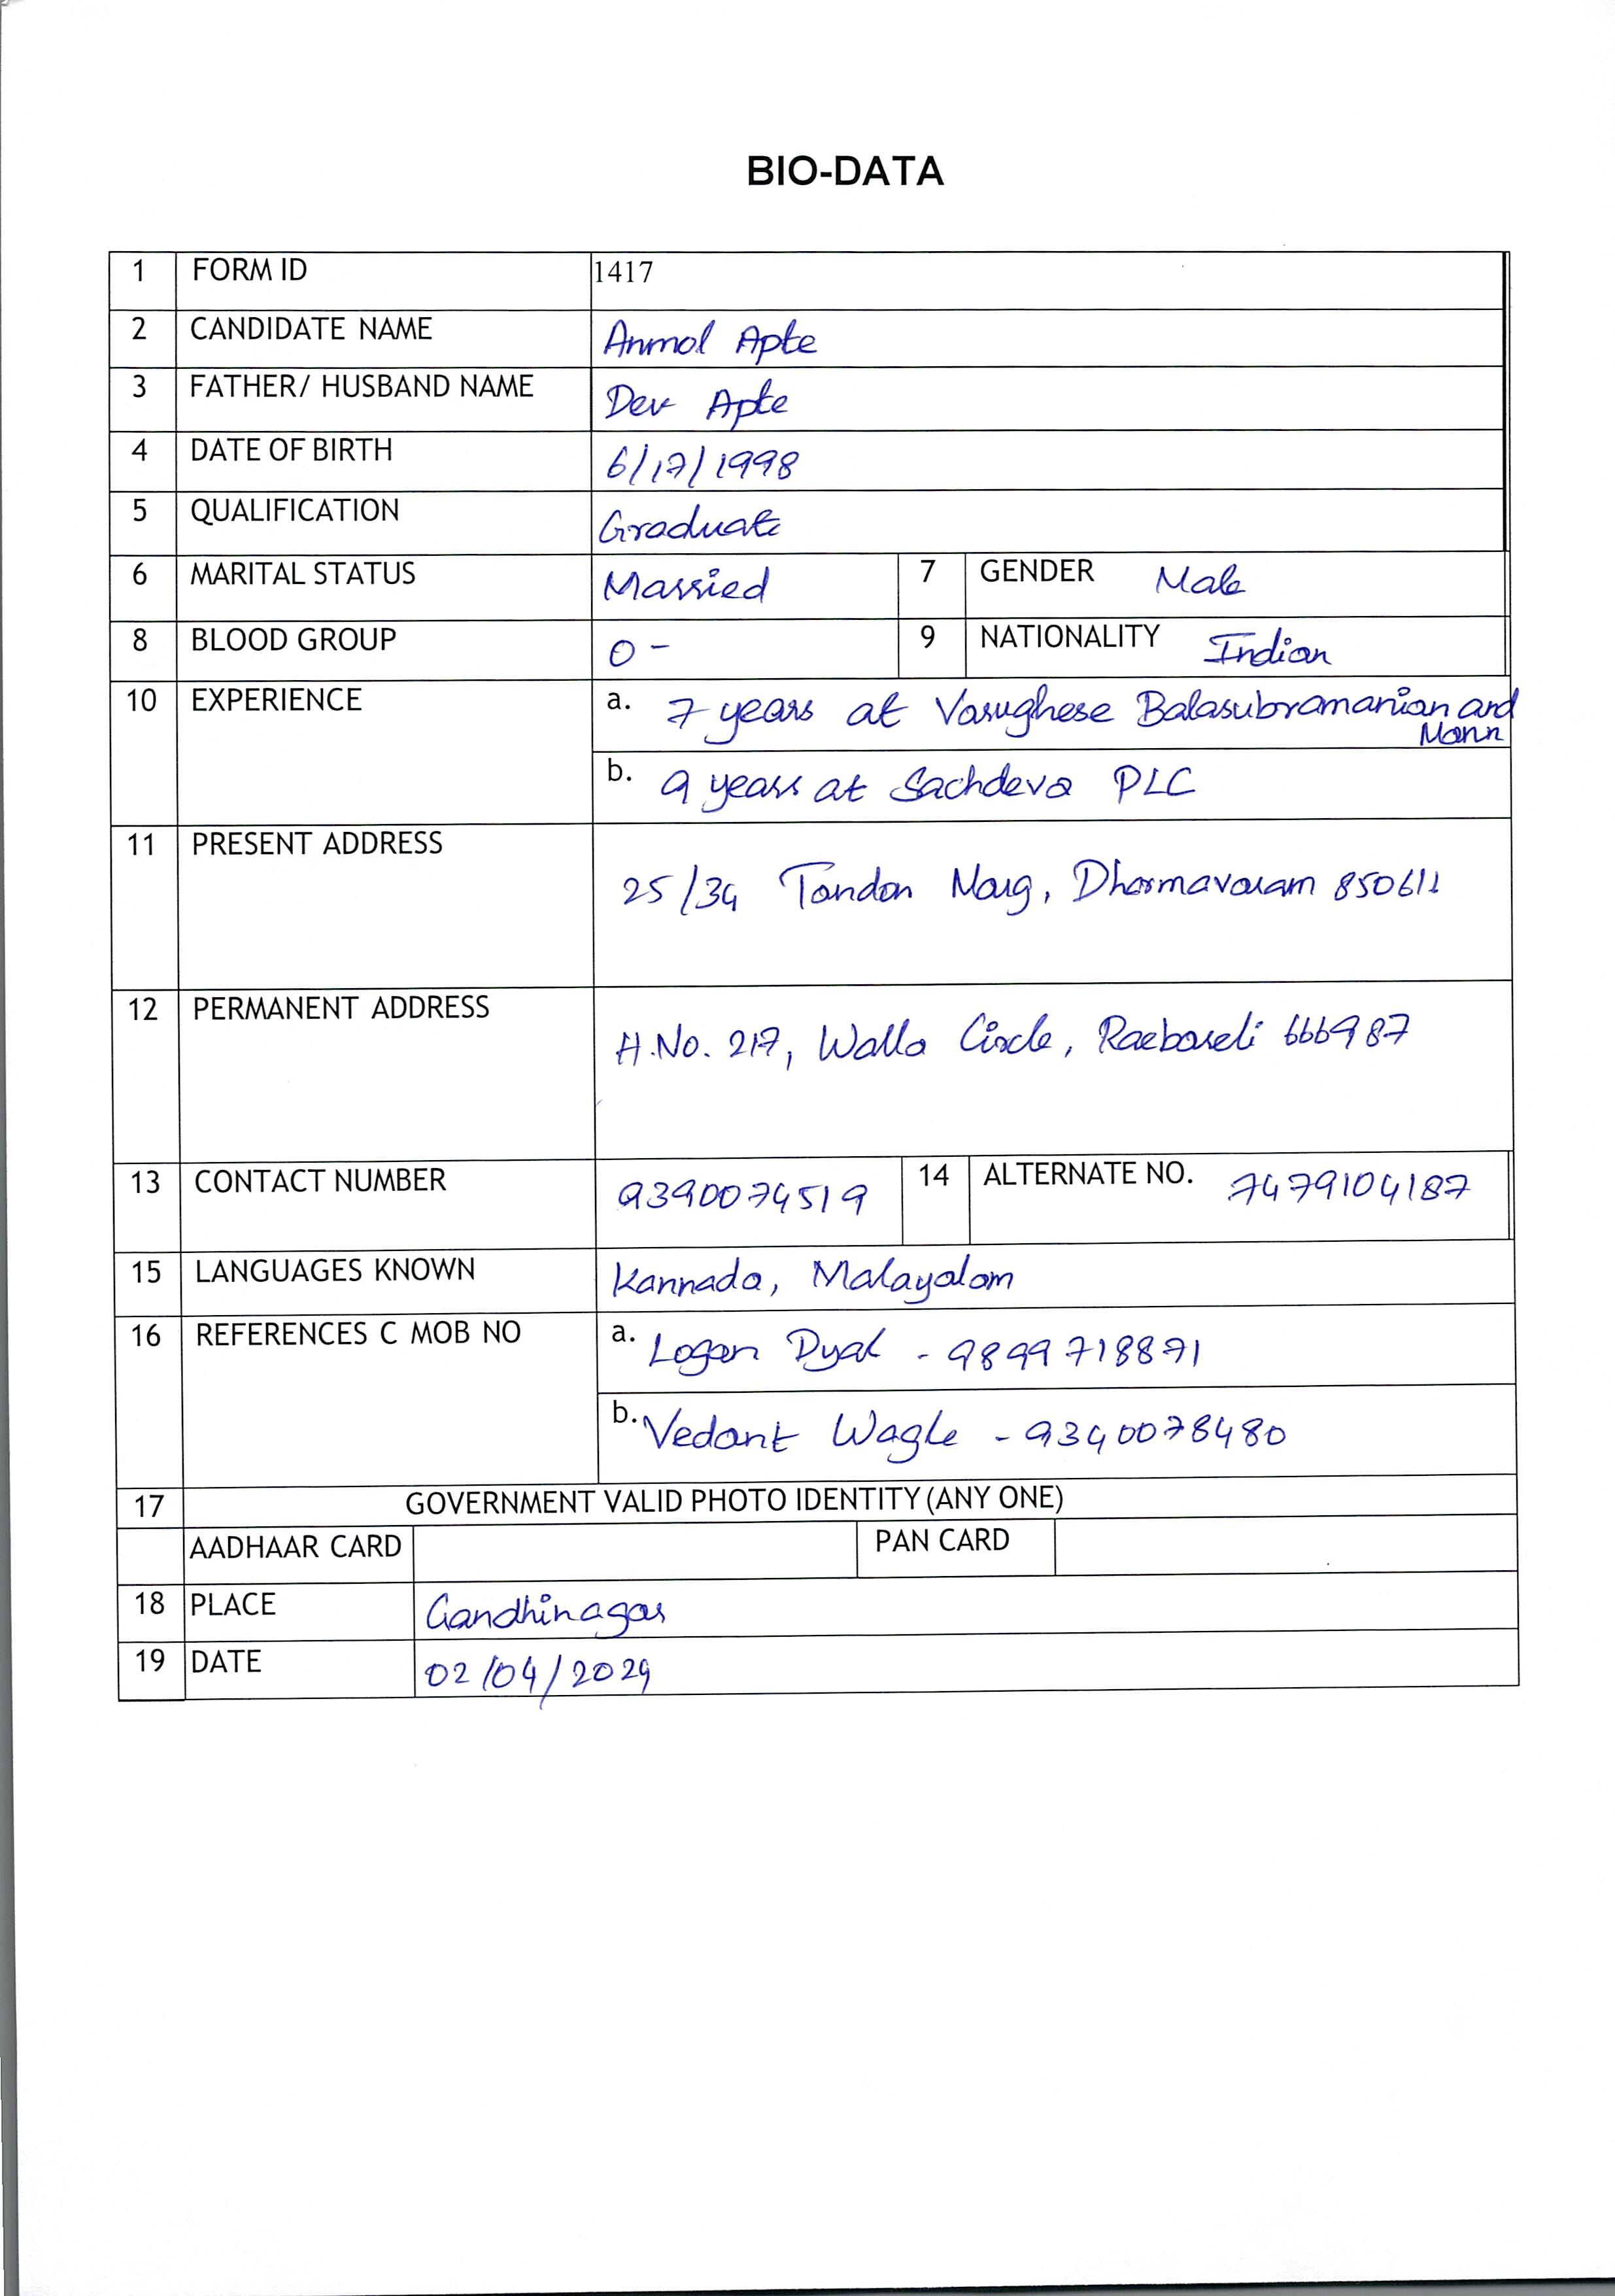 BIO-DATA
1 FORM ID 1417
2 CANDIDATE NAME Anmol Apte
3 FATHER/ HUSBAND NAME Dev Apte
4 DATE OF BIRTH 6/17/1998
5 QUALIFICATION Graduate
6 MARITAL STATUS Married 7 GENDER Male
8 BLOOD GROUP O- 9 NATIONALITY Indian
10 EXPERIENCE a. 7 years at Varughese Balasubramanian and
Mann
b. 9 years at Sachdeva PLC
11 PRESENT ADDRESS
25/34 Tandon Marg, Dharmavaram 850611
12 PERMANENT ADDRESS
H.No. 217, Walla Circle, Raebareli 666987
13 CONTACT NUMBER 9390074519 14 ALTERNATE NO. 7479104187
15 LANGUAGES KNOWN Kannada, Malayalam
16 REFERENCES C MOB NO a. Logan Dyal - 9899718871
b. Vedant Wagle - 9340078480
17 GOVERNMENT VALID PHOTO IDENTITY (ANY ONE)
AADHAAR CARD PAN CARD
18 PLACE Gandhinagar
19 DATE 02/04/2024